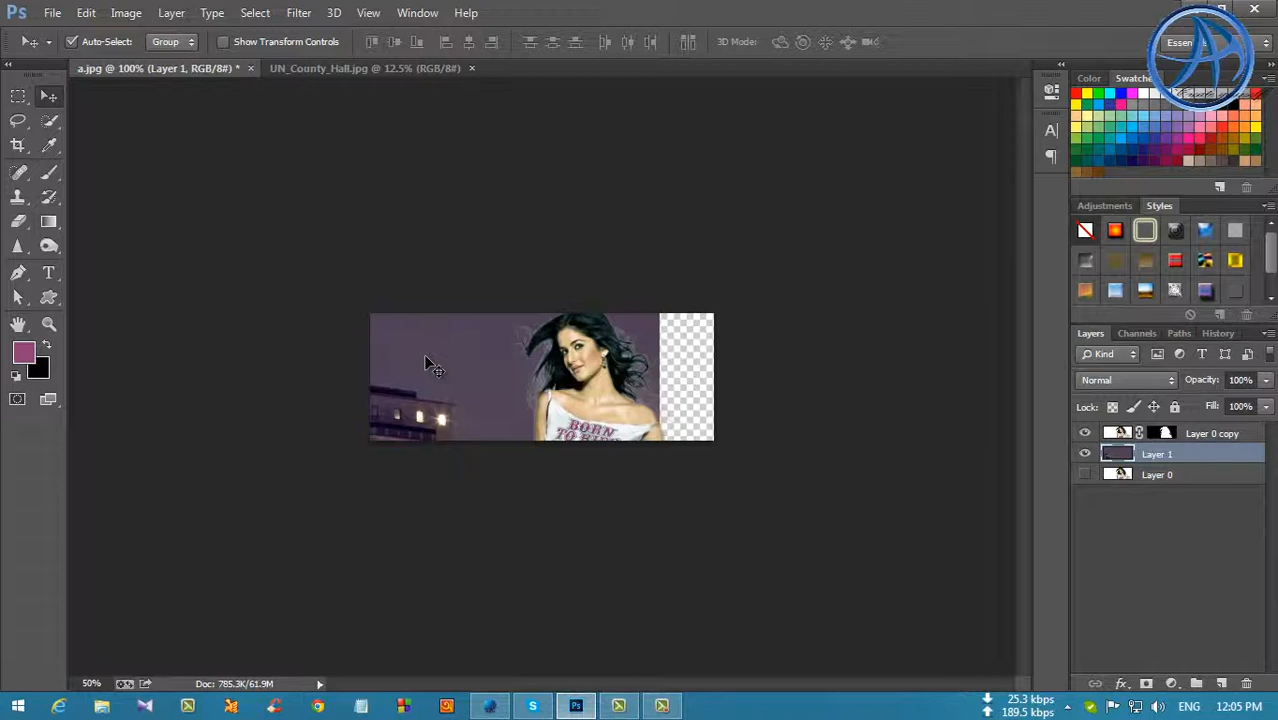 Ps File Edit Image Layer Type Select Filter 3D View Window Help
Auto-Select: Group Show Transform Controls 3D Mode:
a.jpg @ 100% (Layer 1, RGB/8#) * × UN_County_Hall.jpg @ 12.5% (RGB/8#) ×
Color Swatches
Adjustments Styles
Layers Channels Paths History
Kind
Normal Opacity: 100%
Lock: Fill: 100%
Layer 0 copy
Layer 1
Layer 0
BORN
50% Doc: 785.3K/61.9M
25.3 kbps
189.5 kbps
ENG 12:05 PM